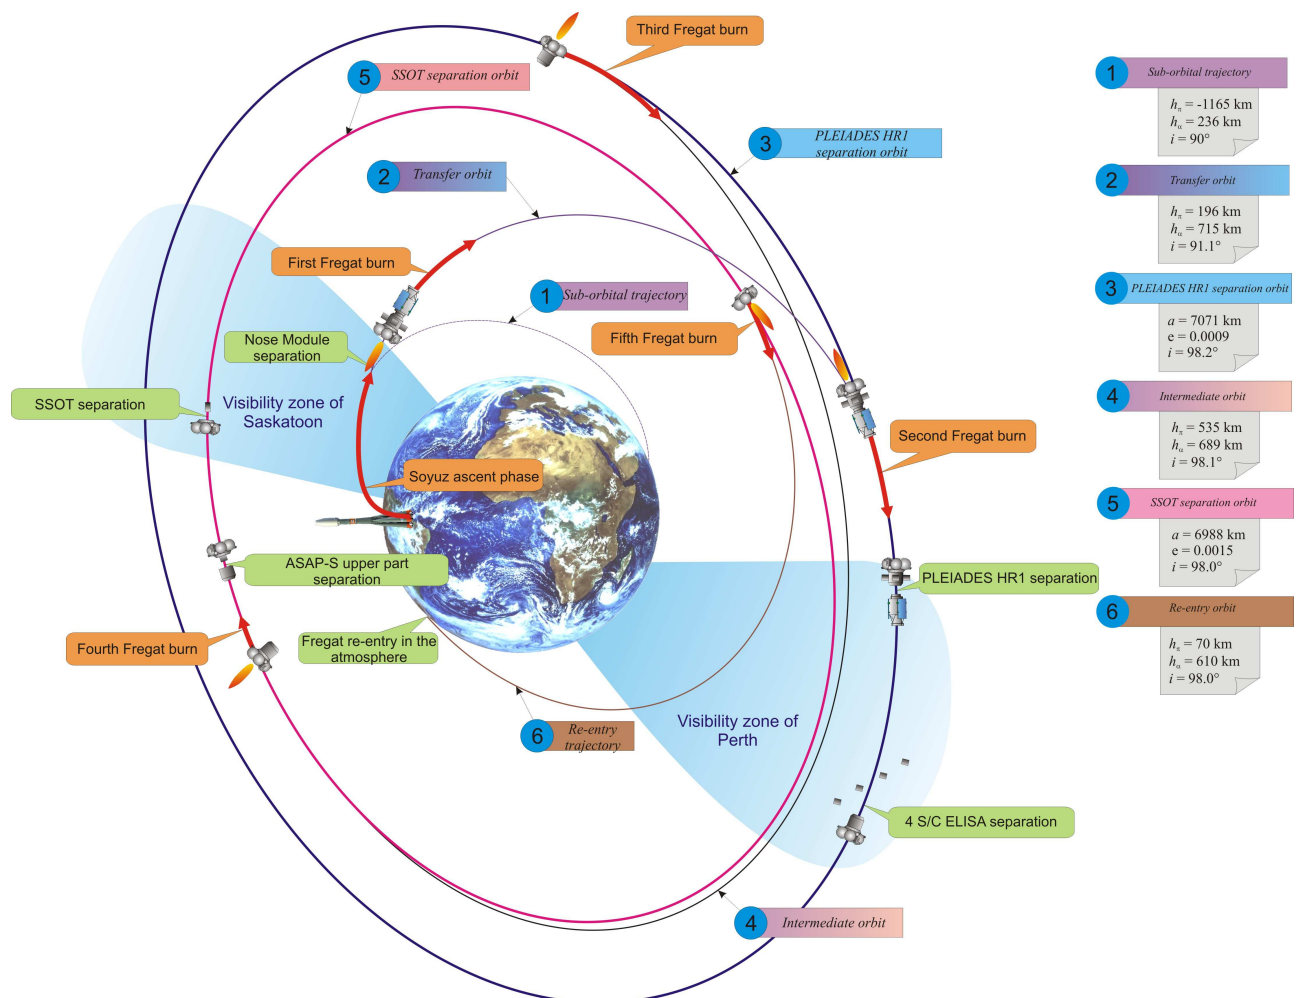 Third Fregat burn
5
SSOT separation orbit
3
PLEIADES HR1
separation orbit
2
Transfer orbit
First Fregat burn
1
Sub-orbital trajectory
Nose Module
separation
Fifth Fregat burn
SSOT separation
Visibility zone of
Saskatoon
Second Fregat burn
Soyuz ascent phase
ASAP-S upper part
separation
PLEIADES HR1 separation
Fourth Fregat burn
Fregat re-entry in the
atmosphere
6
Re-entry
trajectory
Visibility zone of
Perth
4 S/C ELISA separation
4
Intermediate orbit
1
Sub-orbital trajectory
hπ = -1165 km
hα = 236 km
i = 90°
2
Transfer orbit
hπ = 196 km
hα = 715 km
i = 91.1°
3
PLEIADES HR1 separation orbit
a = 7071 km
e = 0.0009
i = 98.2°
4
Intermediate orbit
hπ = 535 km
hα = 689 km
i = 98.1°
5
SSOT separation orbit
a = 6988 km
e = 0.0015
i = 98.0°
6
Re-entry orbit
hπ = 70 km
hα = 610 km
i = 98.0°